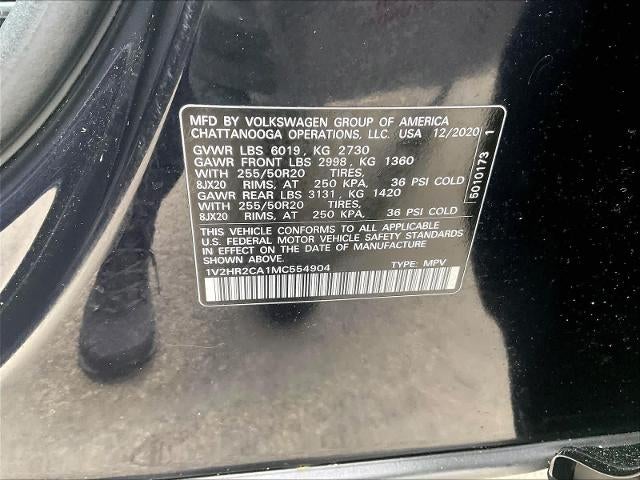 MFD BY VOLKSWAGEN GROUP OF AMERICA
CHATTANOOGA OPERATIONS, LLC. USA 12/2020
GVWR LBS 6019, KG 2730
GAWR FRONT LBS 2998, KG 1360
WITH 255/50R20 TIRES,
8JX20 RIMS, AT 250 KPA, 36 PSI COLD
GAWR REAR LBS 3131, KG 1420
WITH 255/50R20 TIRES,
8JX20 RIMS, AT 250 KPA, 36 PSI COLD
THIS VEHICLE CONFORMS TO ALL APPLICABLE
U.S. FEDERAL MOTOR VEHICLE SAFETY STANDARDS
IN EFFECT ON THE DATE OF MANUFACTURE
SHOWN ABOVE.
1V2HR2CA1MC554904 TYPE: MPV
5010173 1